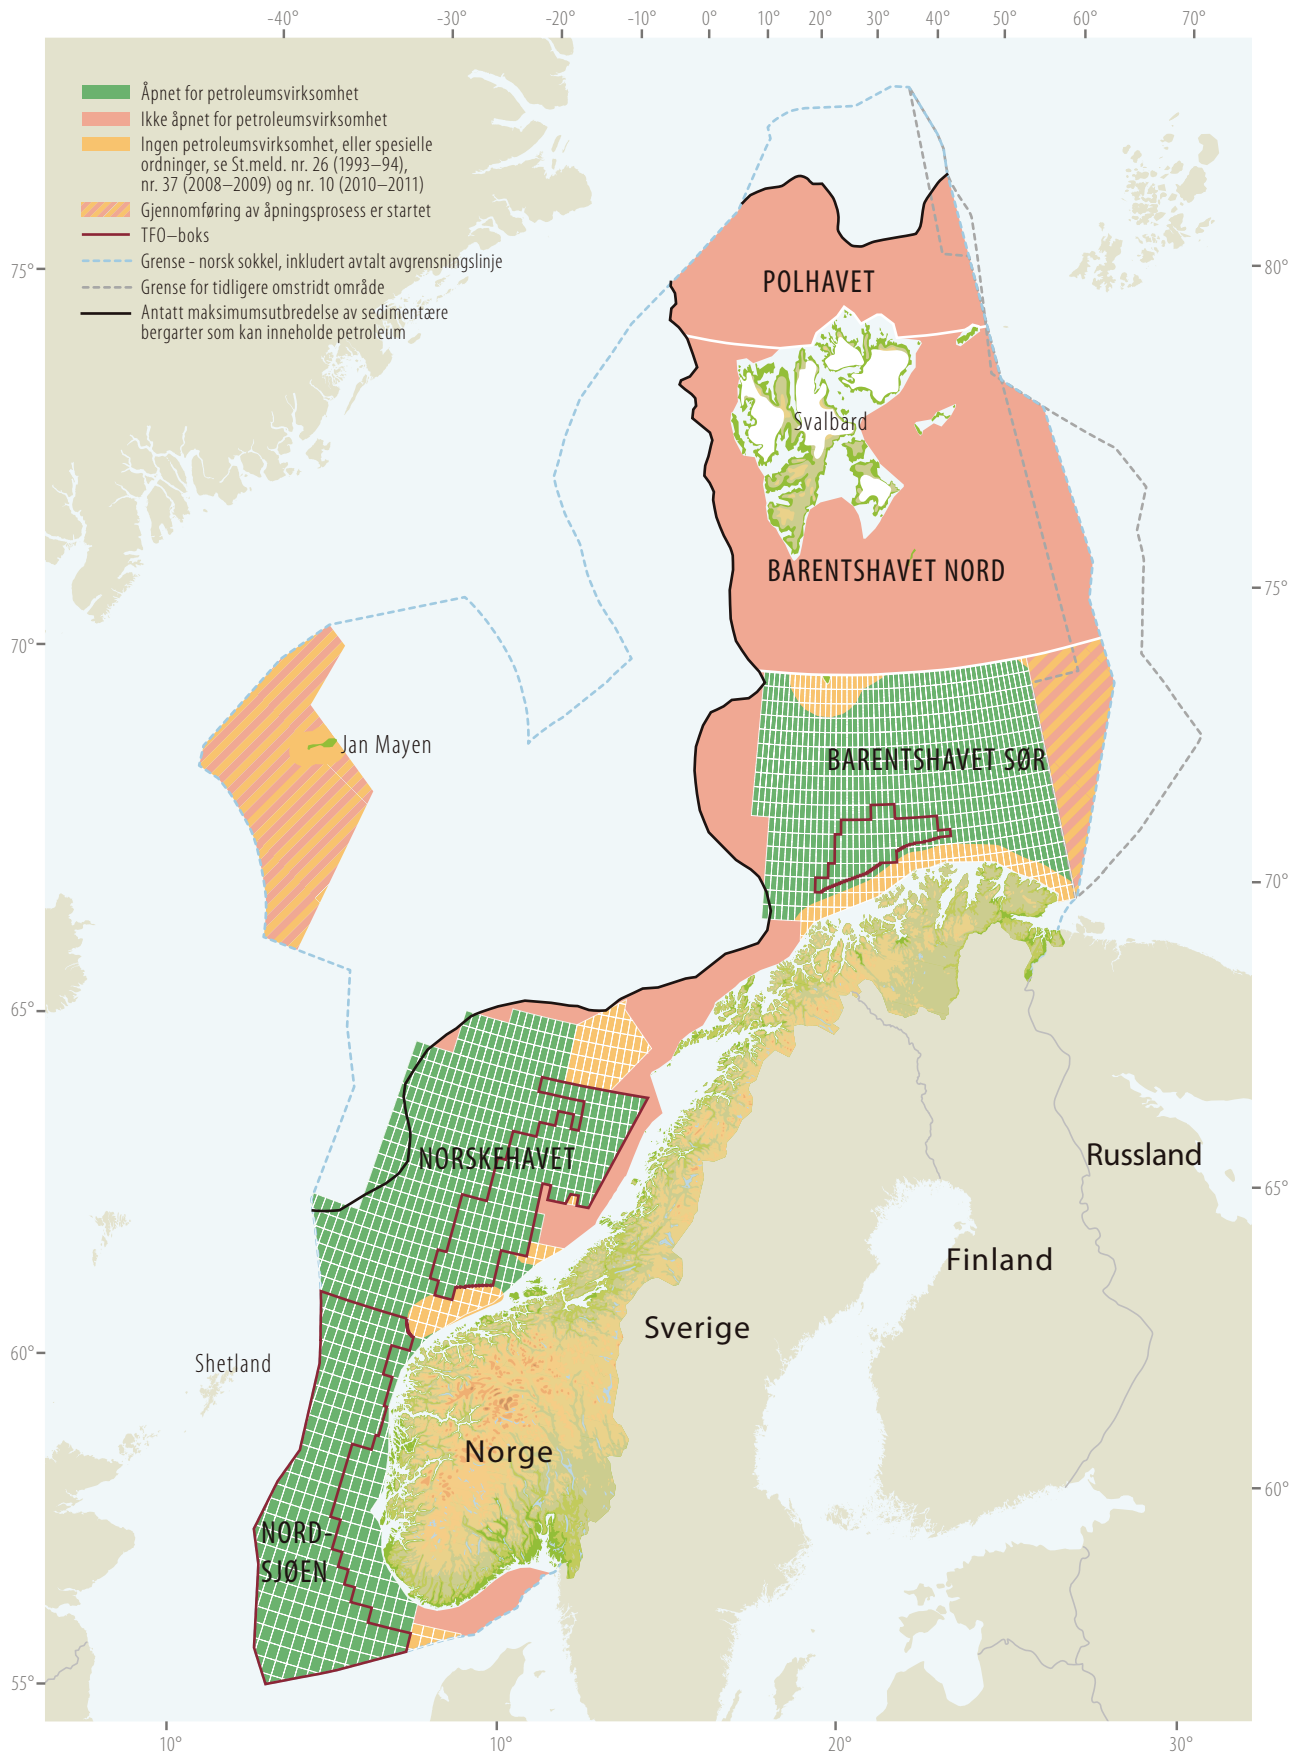 -40° -30° -20° -10° 0° 10° 20° 30° 40° 50° 60° 70°
Åpnet for petroleumsvirksomhet
Ikke åpnet for petroleumsvirksomhet
Ingen petroleumsvirksomhet, eller spesielle
ordninger, se St.meld. nr. 26 (1993–94),
nr. 37 (2008–2009) og nr. 10 (2010–2011)
Gjennomføring av åpningsprosess er startet
TFO–boks
Grense - norsk sokkel, inkludert avtalt avgrensningslinje
Grense for tidligere omstridt område
Antatt maksimumsutbredelse av sedimentære
bergarter som kan inneholde petroleum
75°
80°
POLHAVET
Svalbard
BARENTSHAVET NORD
75°
70°
Jan Mayen
BARENTSHAVET SØR
70°
65°
NORSKEHAVET
Russland
65°
Finland
Sverige
60°
Shetland
Norge
60°
NORD-
SJØEN
55°
10° 10° 20° 30°